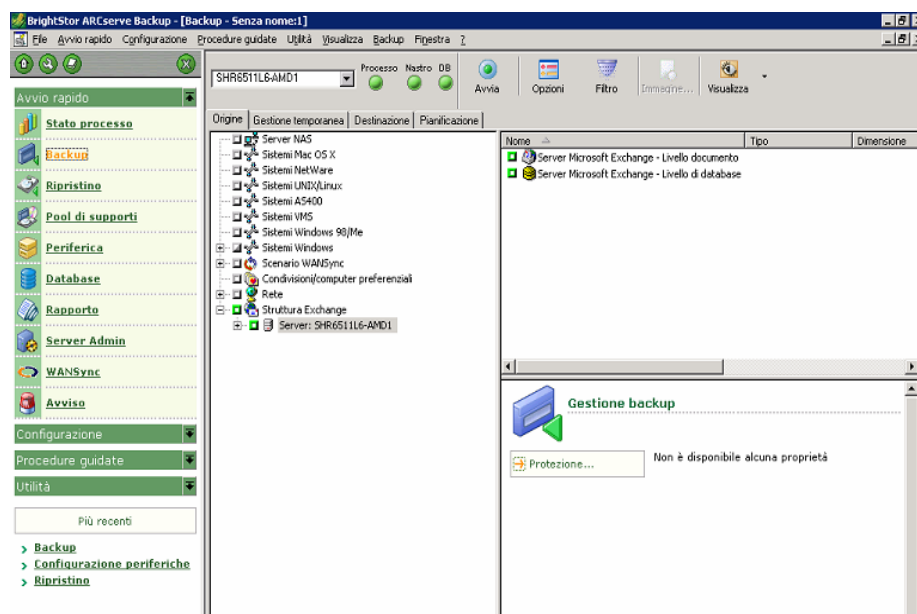 BrightStor ARCserve Backup - [Backup - Senza nome:1]
File Avvio rapido Configurazione Procedure guidate Utilità Visualizza Backup Finestra ?
SHR6511L6-AMD1
Processo Nastro DB
Avvia Opzioni Filtro Immagine... Visualizza
Avvio rapido
Stato processo
Backup
Ripristino
Pool di supporti
Periferica
Database
Rapporto
Server Admin
WANSync
Avviso
Configurazione
Procedure guidate
Utilità
Più recenti
Backup
Configurazione periferiche
Ripristino
Origine Gestione temporanea Destinazione Pianificazione
Server NAS
Sistemi Mac OS X
Sistemi NetWare
Sistemi UNIX/Linux
Sistemi AS400
Sistemi VMS
Sistemi Windows 98/Me
Sistemi Windows
Scenario WANSync
Condivisioni/computer preferenziali
Rete
Struttura Exchange
Server: SHR6511L6-AMD1
Nome Tipo Dimensione
Server Microsoft Exchange - Livello documento
Server Microsoft Exchange - Livello di database
Gestione backup
Protezione...
Non è disponibile alcuna proprietà